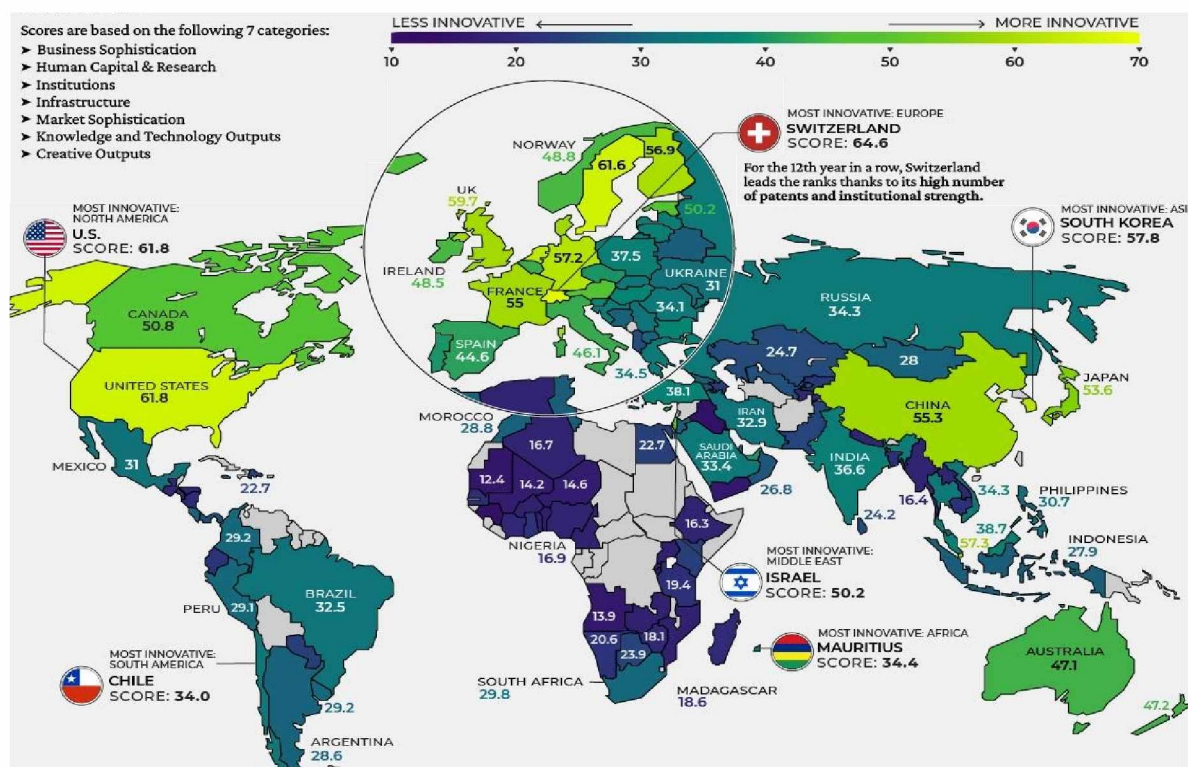 LESS INNOVATIVE
MORE INNOVATIVE
10 20 30 40 50 60 70
Scores are based on the following 7 categories:
➤ Business Sophistication
➤ Human Capital & Research
➤ Institutions
➤ Infrastructure
➤ Market Sophistication
➤ Knowledge and Technology Outputs
➤ Creative Outputs
MOST INNOVATIVE: EUROPE
SWITZERLAND
SCORE: 64.6
For the 12th year in a row, Switzerland
leads the ranks thanks to its high number
of patents and institutional strength.
MOST INNOVATIVE:
NORTH AMERICA
U.S.
SCORE: 61.8
MOST INNOVATIVE: ASI
SOUTH KOREA
SCORE: 57.8
NORWAY
48.8
61.6
56.9
UK
59.7
50.2
IRELAND
48.5
57.2
37.5
UKRAINE
31
FRANCE
55
34.1
SPAIN
44.6
46.1
34.5
38.1
CANADA
50.8
UNITED STATES
61.8
MEXICO
31
22.7
RUSSIA
34.3
24.7
28
CHINA
55.3
JAPAN
53.6
MOROCCO
28.8
16.7
22.7
IRAN
32.9
SAUDI
ARABIA
33.4
INDIA
36.6
12.4
14.2
14.6
26.8
24.2
16.4
34.3
PHILIPPINES
30.7
38.7
57.3
INDONESIA
27.9
NIGERIA
16.9
16.3
MOST INNOVATIVE:
MIDDLE EAST
ISRAEL
SCORE: 50.2
19.4
29.2
PERU
29.1
BRAZIL
32.5
13.9
20.6
18.1
23.9
MOST INNOVATIVE: AFRICA
MAURITIUS
SCORE: 34.4
AUSTRALIA
47.1
47.2
MOST INNOVATIVE:
SOUTH AMERICA
CHILE
SCORE: 34.0
SOUTH AFRICA
29.8
MADAGASCAR
18.6
29.2
ARGENTINA
28.6